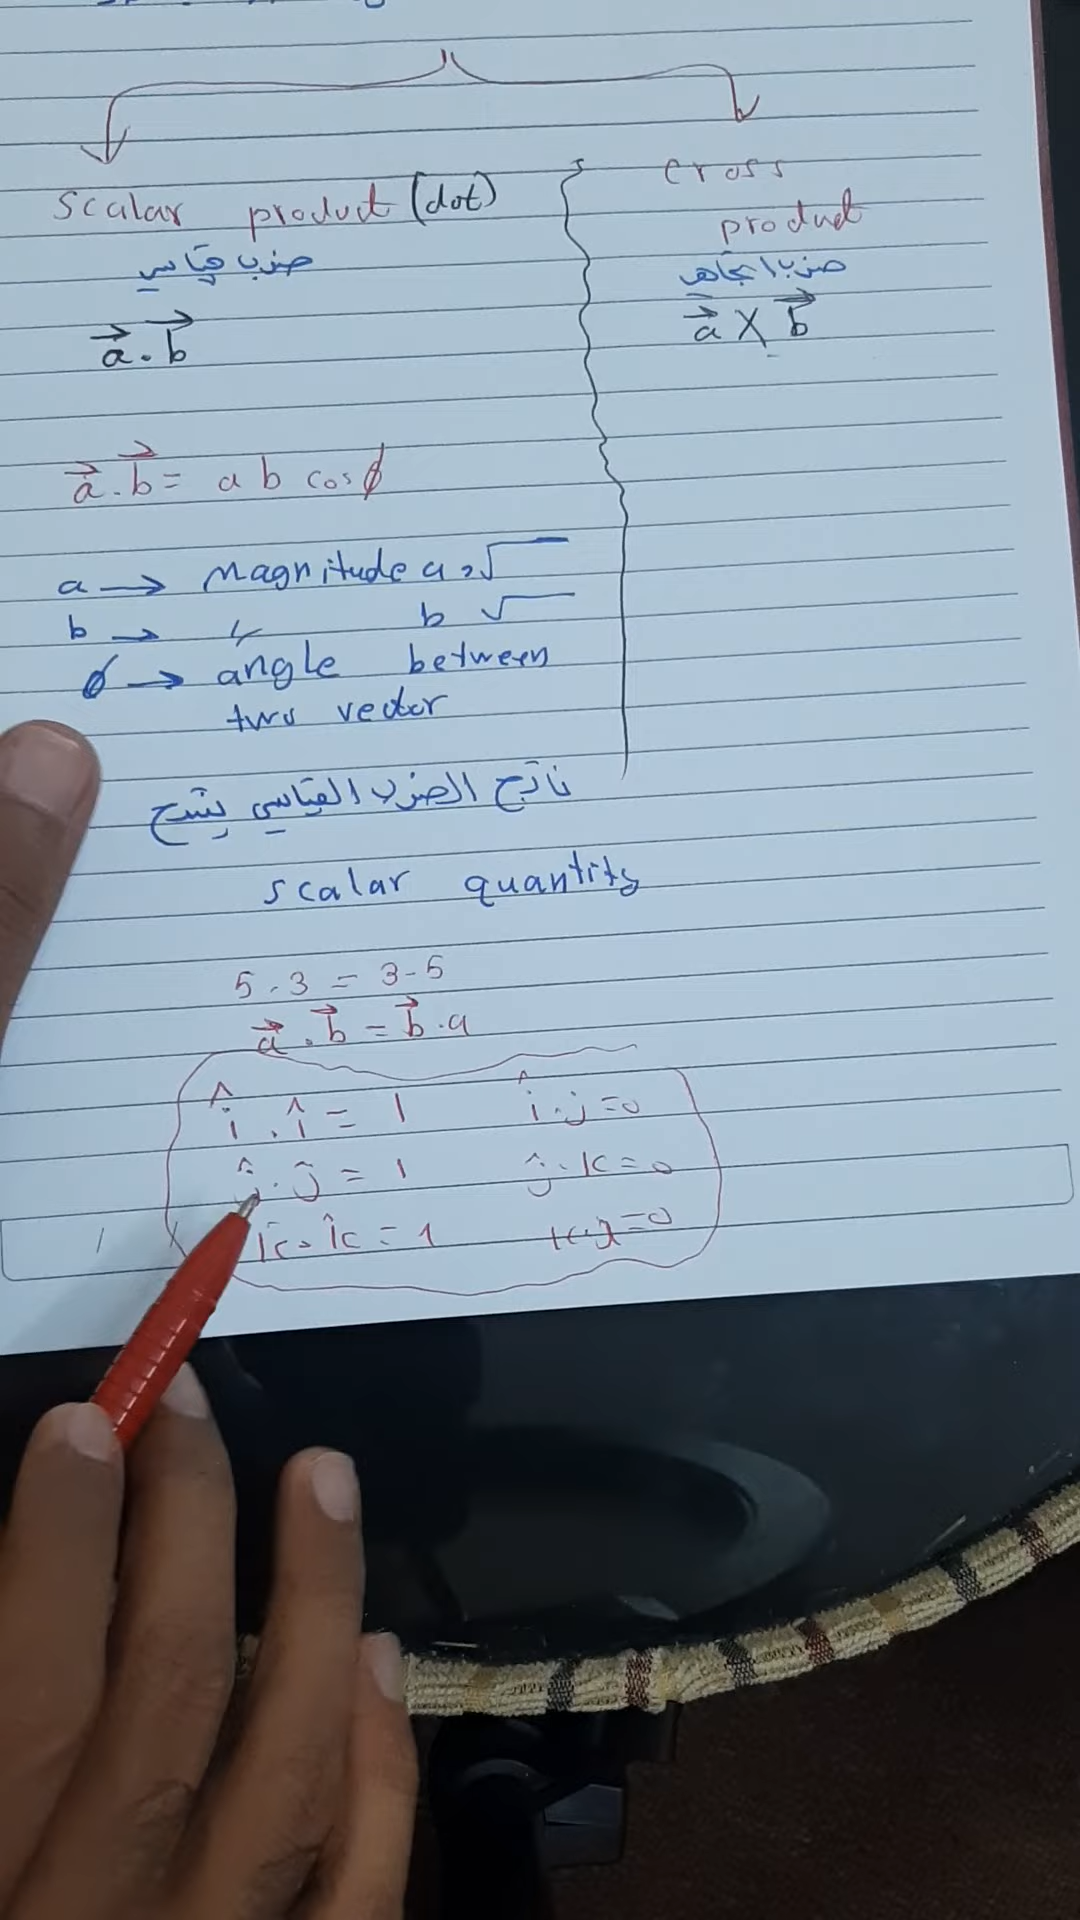 scalar product (dot)
ضرب قياسي
a⃗ . b⃗
cross
product
ضرب اتجاهي
a⃗ X b⃗
a⃗ . b⃗ = a b cos ϕ
a → Magnitude a, √
b → 〃 b √
ϕ → angle between
two vector
ناتج الضرب القياسي
scalar quantity
5 . 3 = 3 - 5
a⃗ . b⃗ = b⃗ . a
î . î = 1 î . j = 0
ĵ . j = 1 ĵ . k = 0
k . k̂ = 1